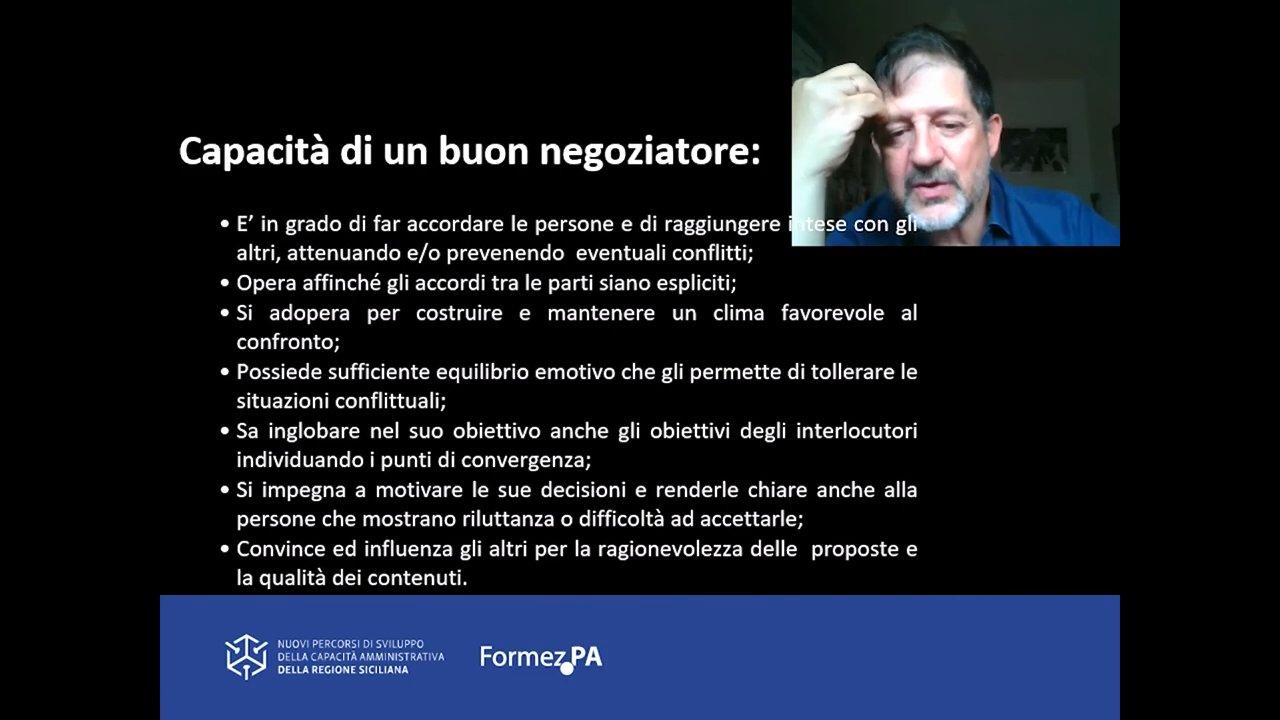 Capacità di un buon negoziatore:
• E’ in grado di far accordare le persone e di raggiungere intese con gli
altri, attenuando e/o prevenendo  eventuali conflitti;
• Opera affinché gli accordi tra le parti siano espliciti;
• Si adopera per costruire e mantenere un clima favorevole al
confronto;
• Possiede sufficiente equilibrio emotivo che gli permette di tollerare le
situazioni conflittuali;
• Sa inglobare nel suo obiettivo anche gli obiettivi degli interlocutori
individuando i punti di convergenza;
• Si impegna a motivare le sue decisioni e renderle chiare anche alla
persone che mostrano riluttanza o difficoltà ad accettarle;
• Convince ed influenza gli altri per la ragionevolezza delle  proposte e
la qualità dei contenuti.
NUOVI PERCORSI DI SVILUPPO
DELLA CAPACITÀ AMMINISTRATIVA
DELLA REGIONE SICILIANA
Formez PA